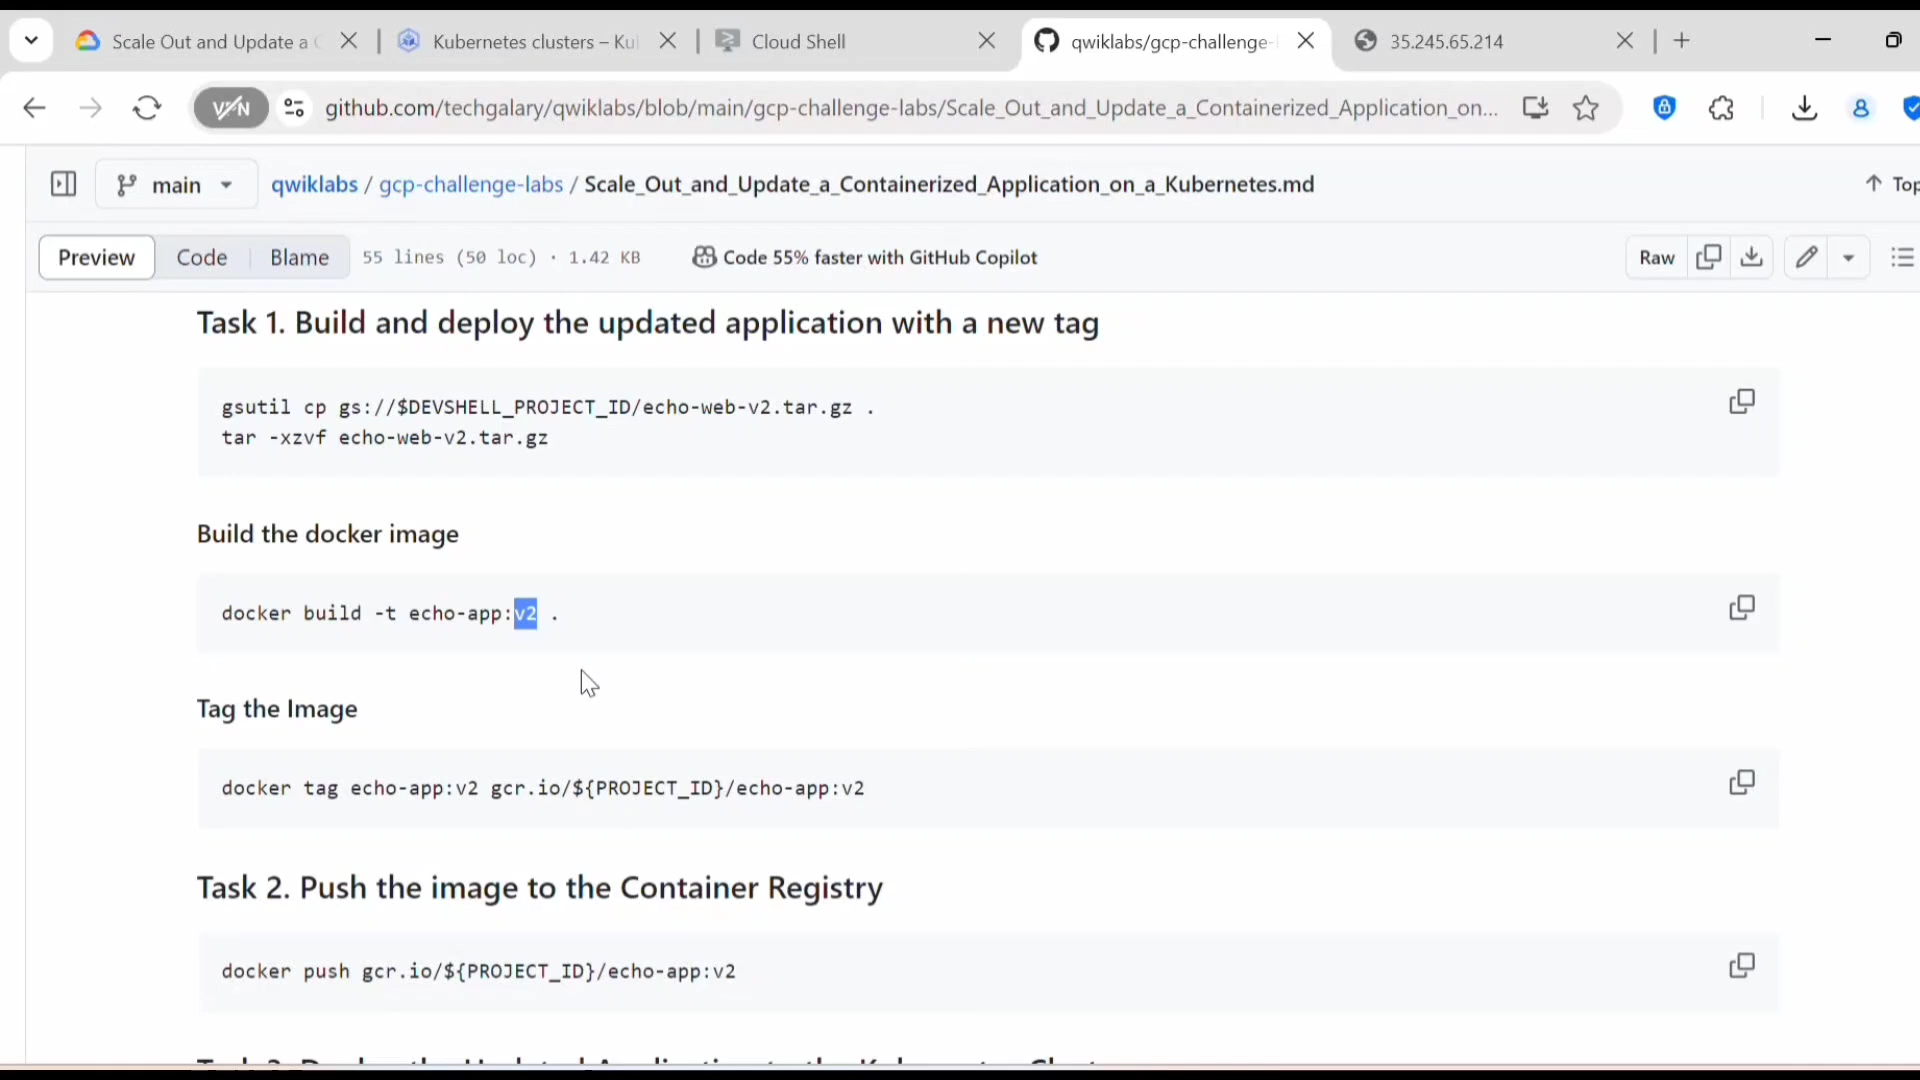 Scale Out and Update a C
Kubernetes clusters – Ku
Cloud Shell
qwiklabs/gcp-challenge-l
35.245.65.214
VPN
github.com/techgalary/qwiklabs/blob/main/gcp-challenge-labs/Scale_Out_and_Update_a_Containerized_Application_on...
main
qwiklabs / gcp-challenge-labs / Scale_Out_and_Update_a_Containerized_Application_on_a_Kubernetes.md
Top
Preview
Code
Blame
55 lines (50 loc) · 1.42 KB
Code 55% faster with GitHub Copilot
Raw
Task 1. Build and deploy the updated application with a new tag
gsutil cp gs://$DEVSHELL_PROJECT_ID/echo-web-v2.tar.gz .
tar -xzvf echo-web-v2.tar.gz
Build the docker image
docker build -t echo-app:v2 .
Tag the Image
docker tag echo-app:v2 gcr.io/${PROJECT_ID}/echo-app:v2
Task 2. Push the image to the Container Registry
docker push gcr.io/${PROJECT_ID}/echo-app:v2